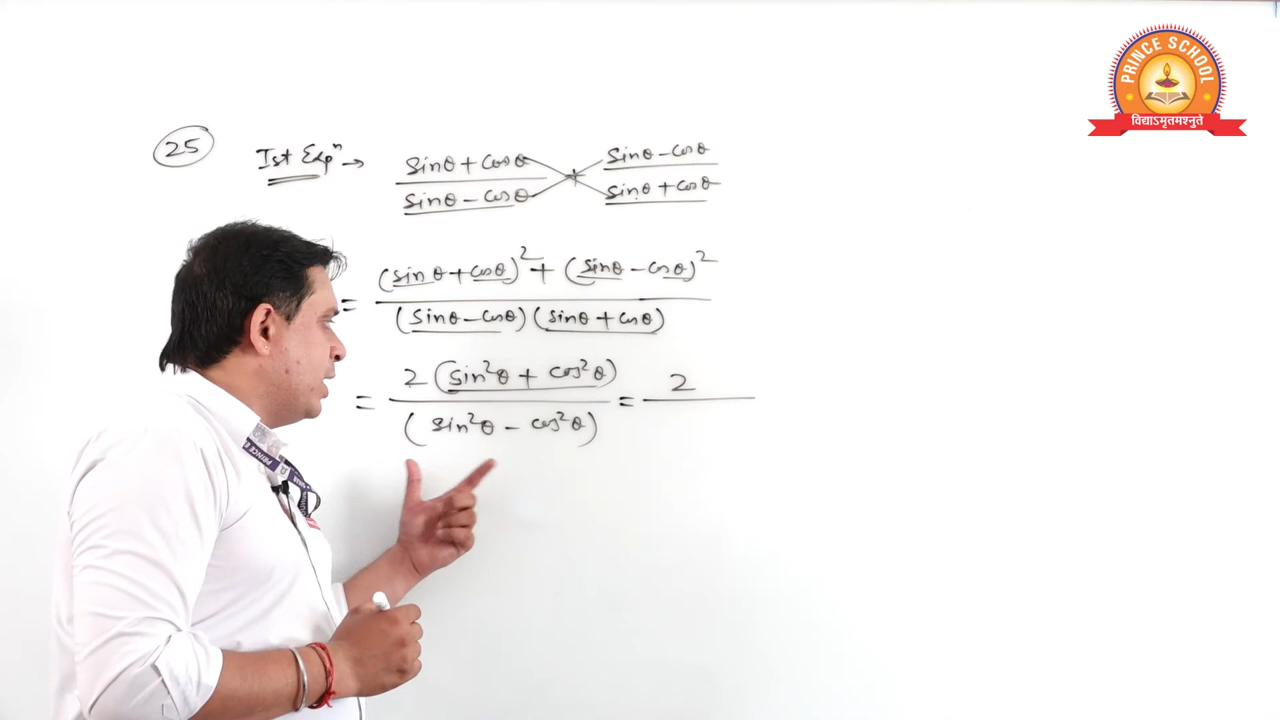 PRINCE SCHOOL
विद्याऽमृतमश्नुते
25 Ist Expⁿ → (sinθ + cosθ)/(sinθ - cosθ) + (sinθ - cosθ)/(sinθ + cosθ)
= ((sinθ + cosθ)² + (sinθ - cosθ)²)/((sinθ - cosθ)(sinθ + cosθ))
= 2(sin²θ + cos²θ)/(sin²θ - cos²θ) = 2/